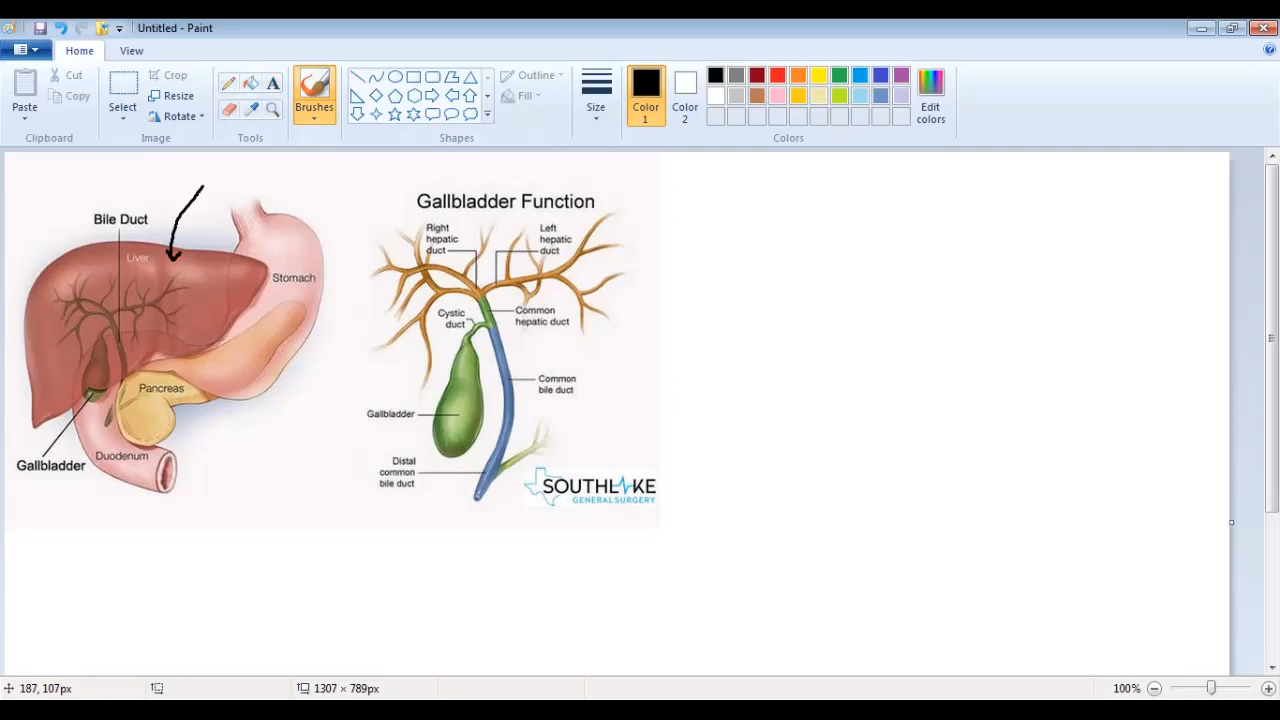 Untitled - Paint
Home
View
Paste
Cut
Copy
Clipboard
Select
Crop
Resize
Rotate
Image
Tools
Brushes
Shapes
Outline
Fill
Size
Color
1
Color
2
Colors
Edit
colors
Bile Duct
Liver
Stomach
Pancreas
Duodenum
Gallbladder
Gallbladder Function
Right
hepatic
duct
Left
hepatic
duct
Cystic
duct
Common
hepatic duct
Common
bile duct
Gallbladder
Distal
common
bile duct
SOUTHLAKE
GENERAL SURGERY
187, 107px
1307 × 789px
100%